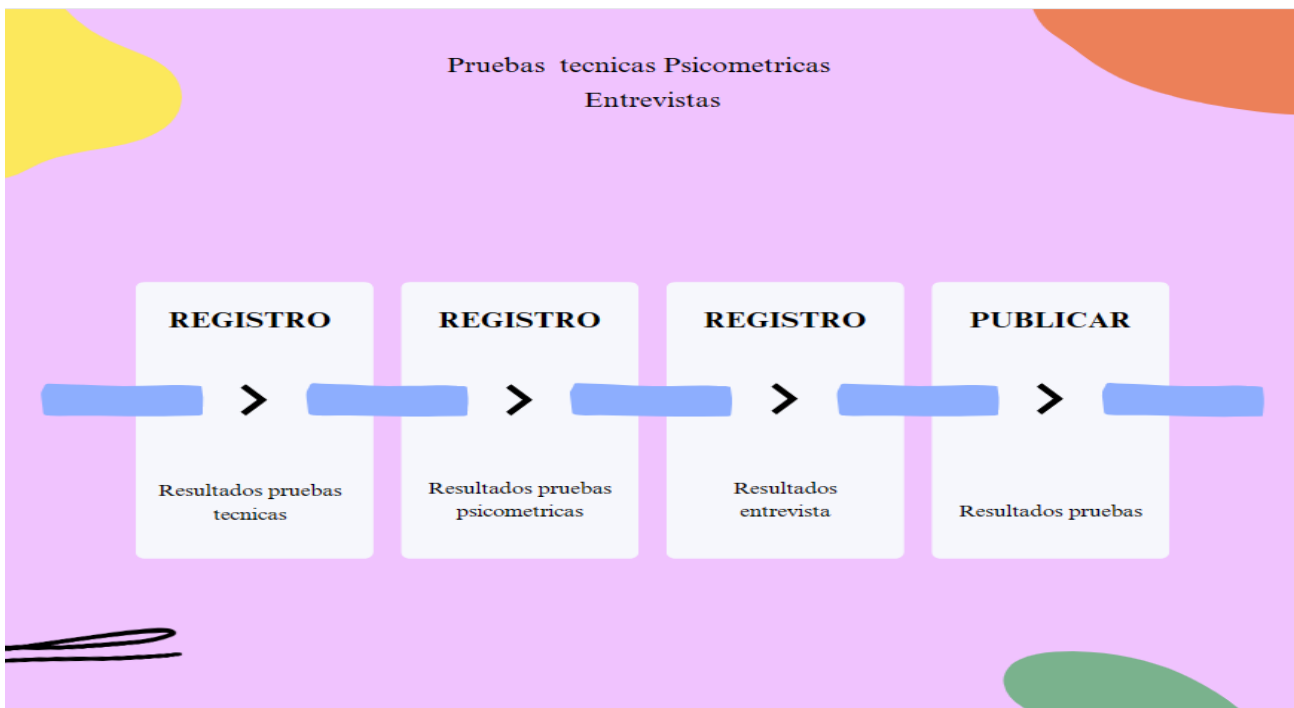 Pruebas tecnicas Psicometricas
Entrevistas
REGISTRO
Resultados pruebas
tecnicas
REGISTRO
Resultados pruebas
psicometricas
REGISTRO
Resultados
entrevista
PUBLICAR
Resultados pruebas